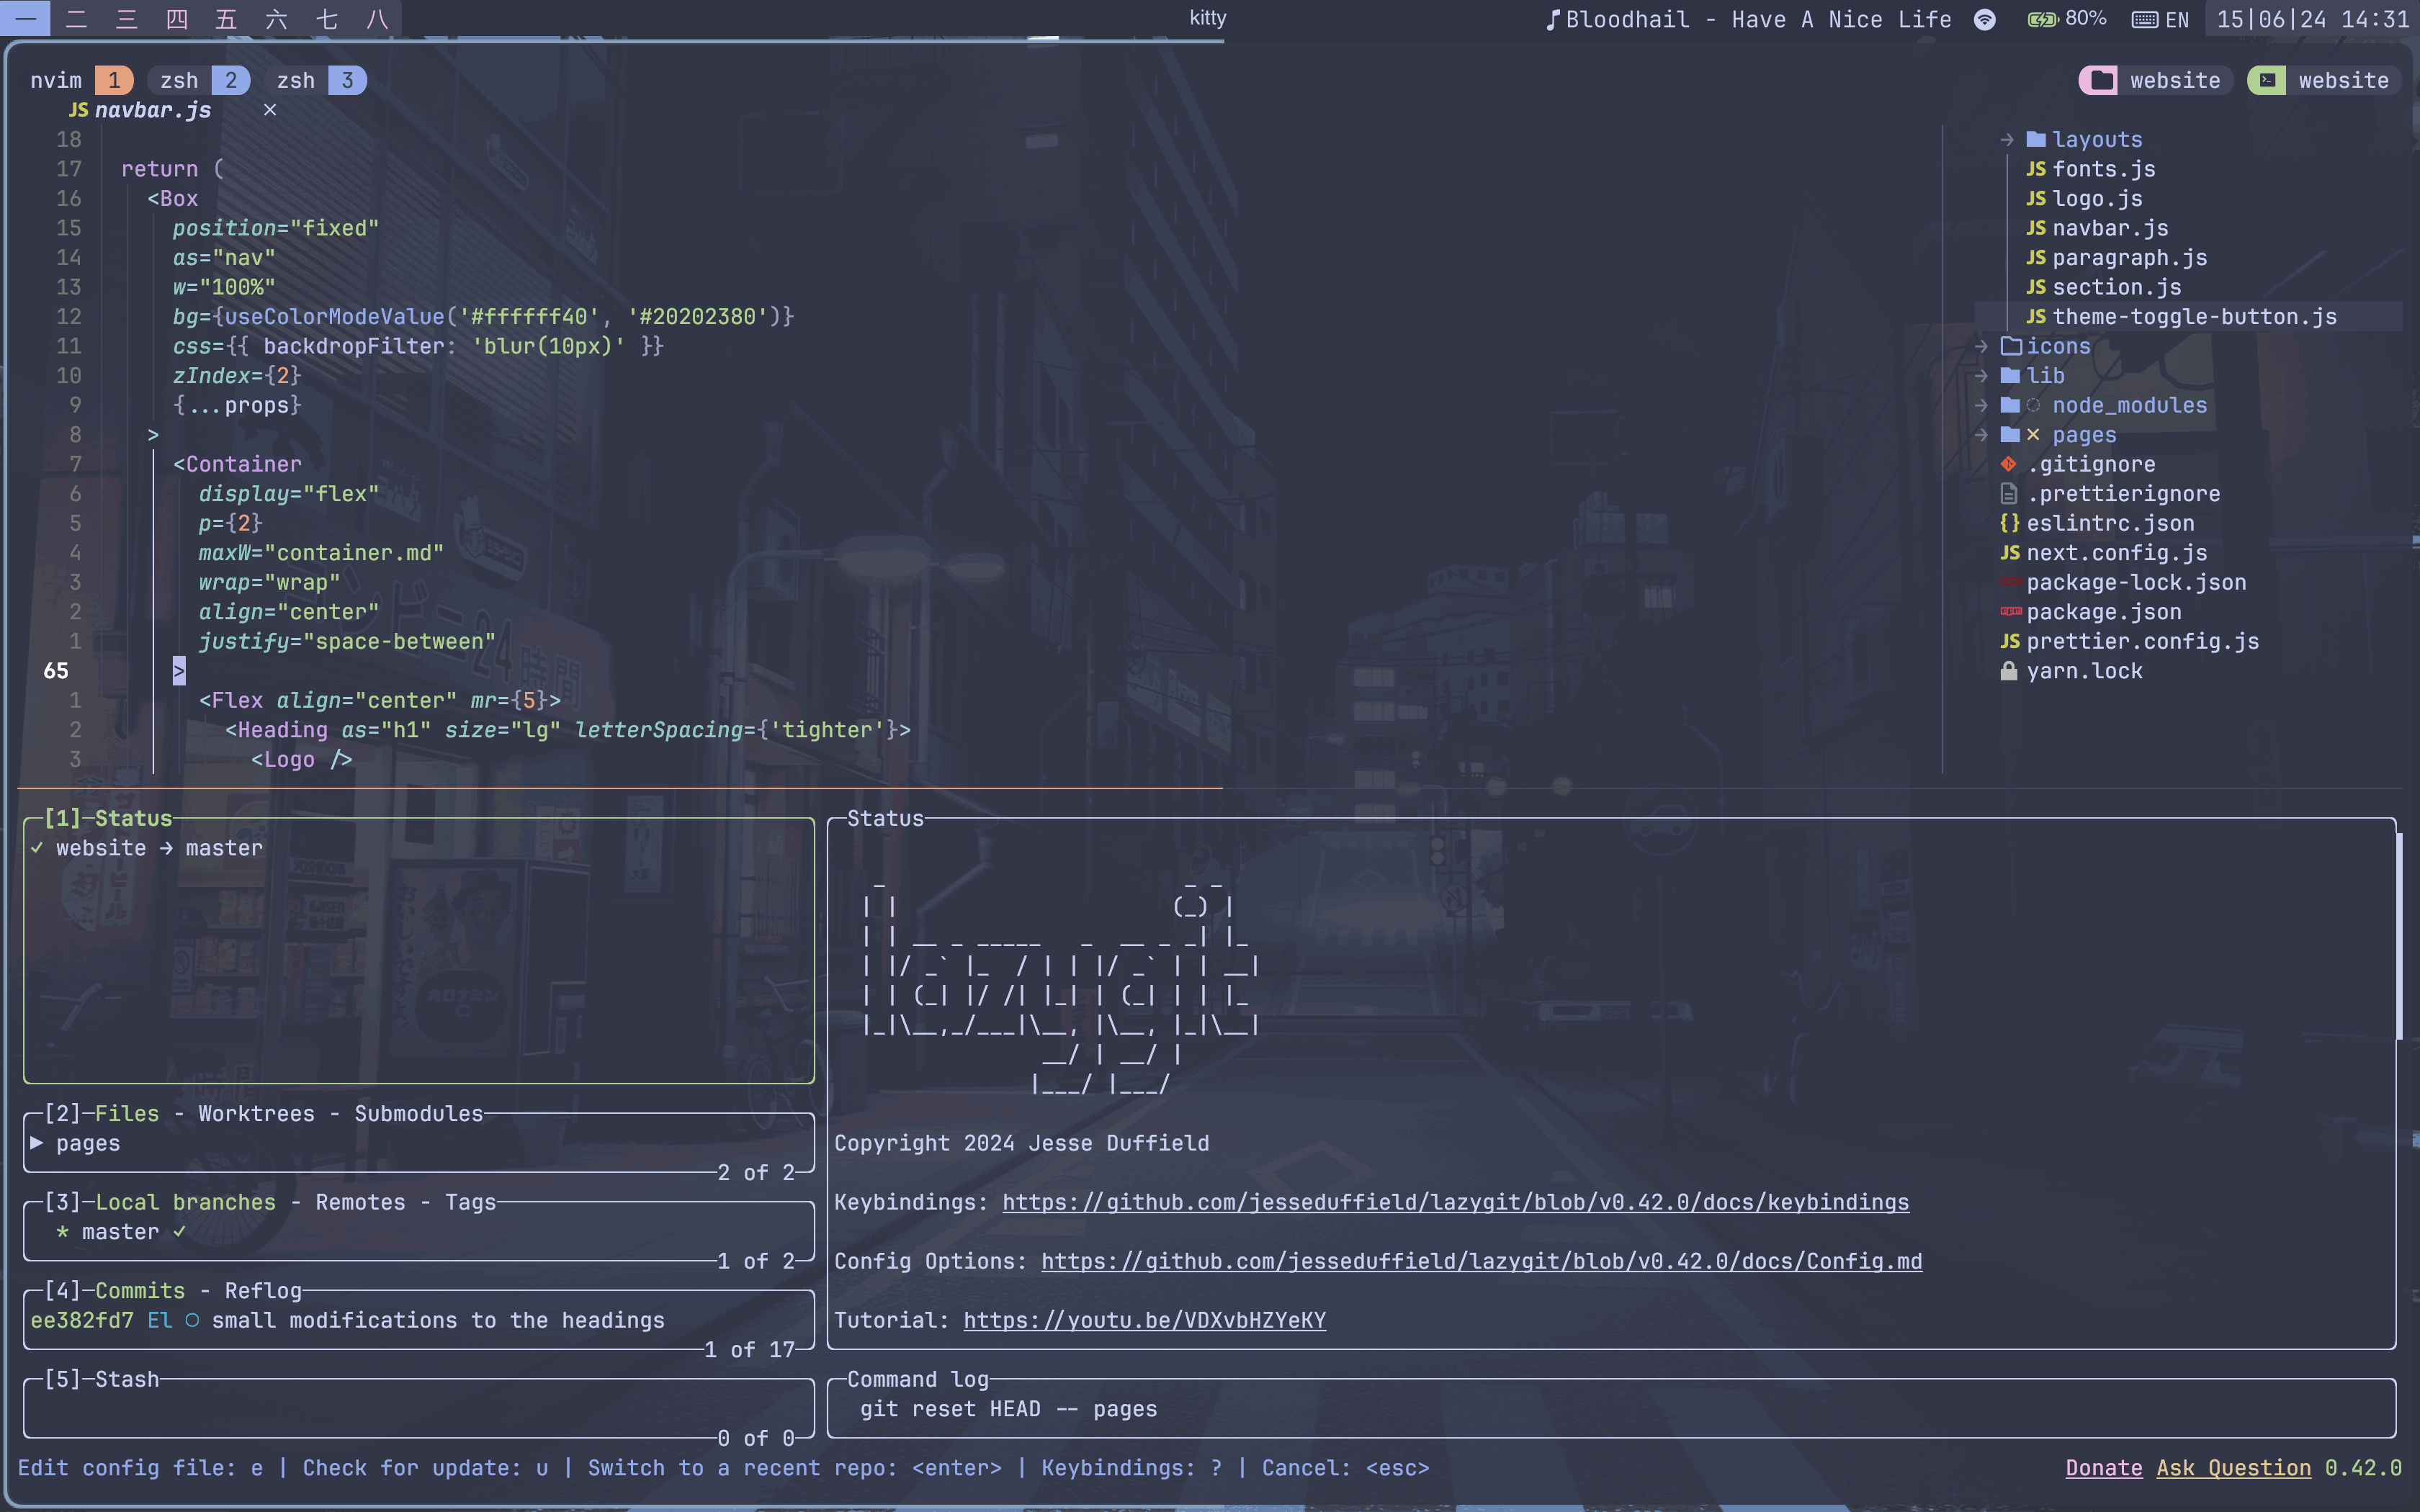 一 二 三 四 五 六 七 八
kitty
Bloodhail - Have A Nice Life
80%
EN
15|06|24 14:31
nvim 1 zsh 2 zsh 3
website website
JS navbar.js ×
18
17 return (
16 <Box
15 position="fixed"
14 as="nav"
13 w="100%"
12 bg={useColorModeValue('#ffffff40', '#20202380')}
11 css={{ backdropFilter: 'blur(10px)' }}
10 zIndex={2}
9 {...props}
8 >
7 <Container
6 display="flex"
5 p={2}
4 maxW="container.md"
3 wrap="wrap"
2 align="center"
1 justify="space-between"
65 >
1 <Flex align="center" mr={5}>
2 <Heading as="h1" size="lg" letterSpacing={'tighter'}>
3 <Logo />
layouts
JS fonts.js
JS logo.js
JS navbar.js
JS paragraph.js
JS section.js
JS theme-toggle-button.js
icons
lib
node_modules
pages
.gitignore
.prettierignore
{} eslintrc.json
JS next.config.js
package-lock.json
package.json
JS prettier.config.js
yarn.lock
[1]─Status
✓ website → master
[2]─Files - Worktrees - Submodules
▶ pages
2 of 2
[3]─Local branches - Remotes - Tags
* master ✓
1 of 2
[4]─Commits - Reflog
ee382fd7 El ○ small modifications to the headings
1 of 17
[5]─Stash
0 of 0
Status
lazygit
Copyright 2024 Jesse Duffield
Keybindings: https://github.com/jesseduffield/lazygit/blob/v0.42.0/docs/keybindings
Config Options: https://github.com/jesseduffield/lazygit/blob/v0.42.0/docs/Config.md
Tutorial: https://youtu.be/VDXvbHZYeKY
Command log
git reset HEAD -- pages
Edit config file: e | Check for update: u | Switch to a recent repo: <enter> | Keybindings: ? | Cancel: <esc>
Donate Ask Question 0.42.0